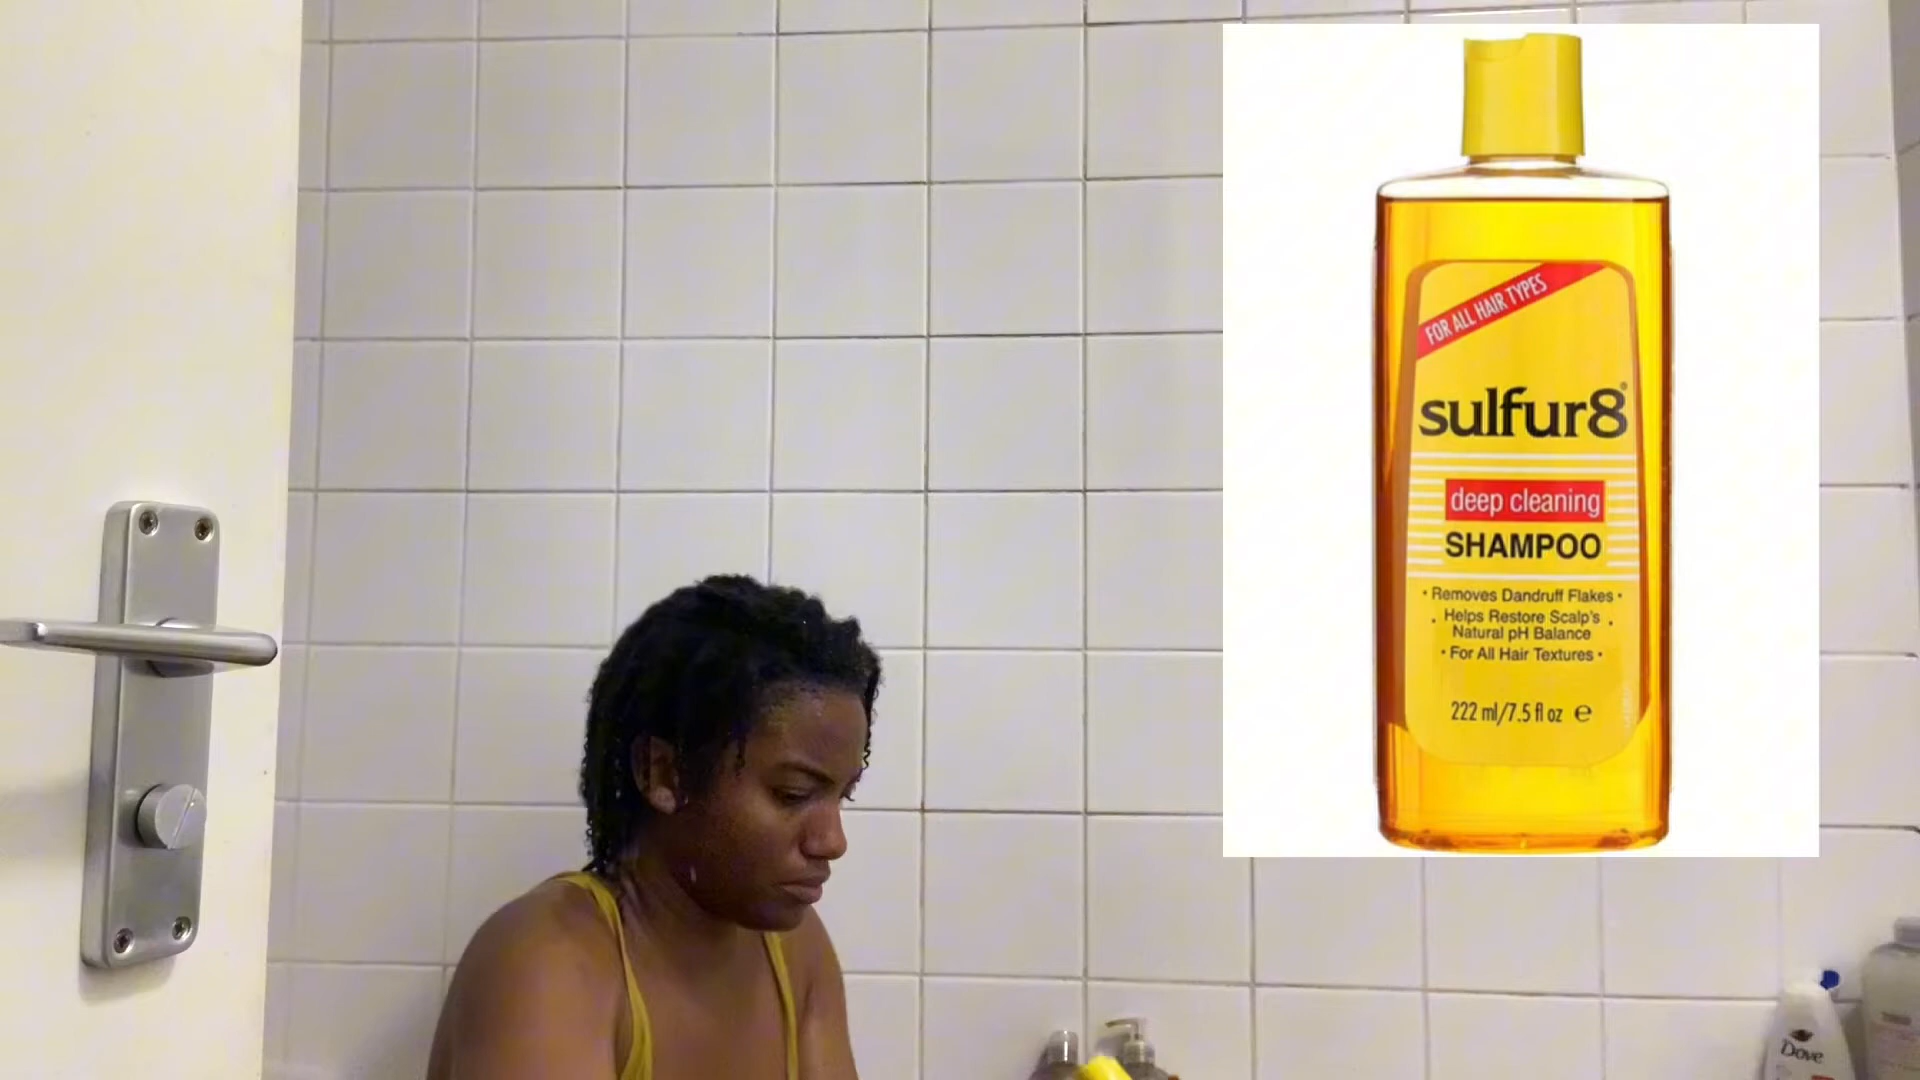 FOR ALL HAIR TYPES
sulfur8®
deep cleaning
SHAMPOO
• Removes Dandruff Flakes •
• Helps Restore Scalp's •
Natural pH Balance
• For All Hair Textures •
222 ml/7.5 fl oz ℮
Dove